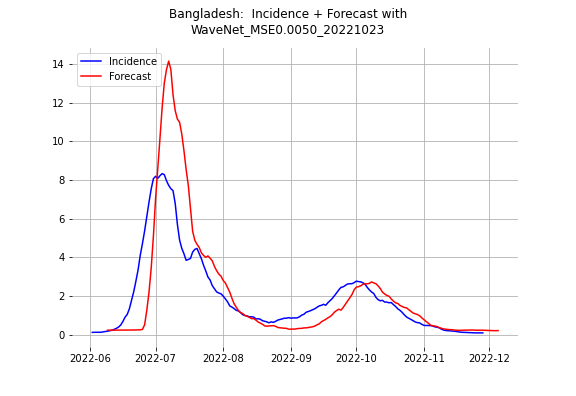 Bangladesh:  Incidence + Forecast with
WaveNet_MSE0.0050_20221023
Incidence
Forecast
14
12
10
8
6
4
2
0
2022-06 2022-07 2022-08 2022-09 2022-10 2022-11 2022-12